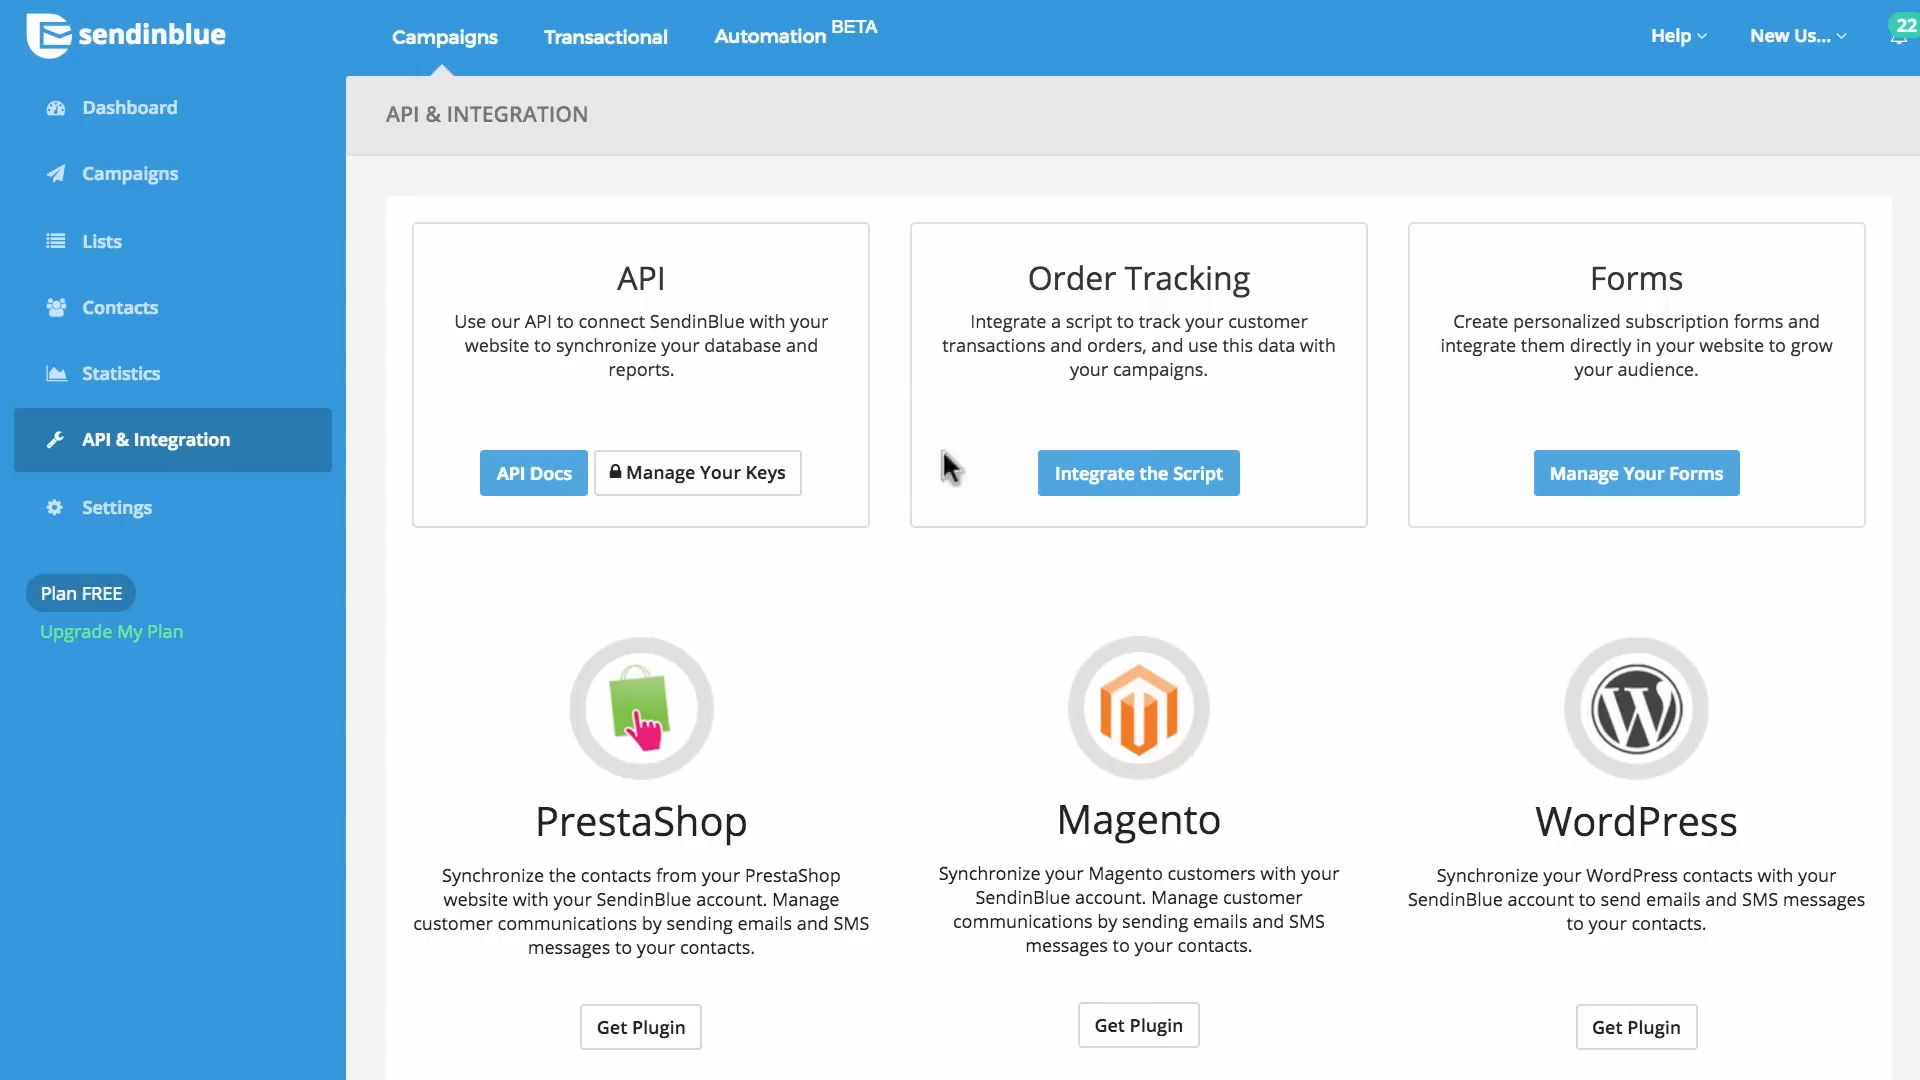 sendinblue
Campaigns
Transactional
Automation BETA
Help
New Us...
22
Dashboard
Campaigns
Lists
Contacts
Statistics
API & Integration
Settings
Plan FREE
Upgrade My Plan
API & INTEGRATION
API
Use our API to connect SendinBlue with your
website to synchronize your database and
reports.
API Docs
Manage Your Keys
Order Tracking
Integrate a script to track your customer
transactions and orders, and use this data with
your campaigns.
Integrate the Script
Forms
Create personalized subscription forms and
integrate them directly in your website to grow
your audience.
Manage Your Forms
PrestaShop
Synchronize the contacts from your PrestaShop
website with your SendinBlue account. Manage
customer communications by sending emails and SMS
messages to your contacts.
Get Plugin
Magento
Synchronize your Magento customers with your
SendinBlue account. Manage customer
communications by sending emails and SMS
messages to your contacts.
Get Plugin
WordPress
Synchronize your WordPress contacts with your
SendinBlue account to send emails and SMS messages
to your contacts.
Get Plugin